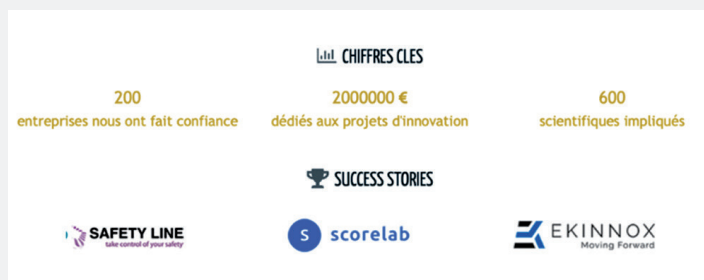 CHIFFRES CLES
200
entreprises nous ont fait confiance
2000000 €
dédiés aux projets d'innovation
600
scientifiques impliqués
SUCCESS STORIES
SAFETY LINE
take control of your safety
S scorelab
EKINNOX
Moving Forward